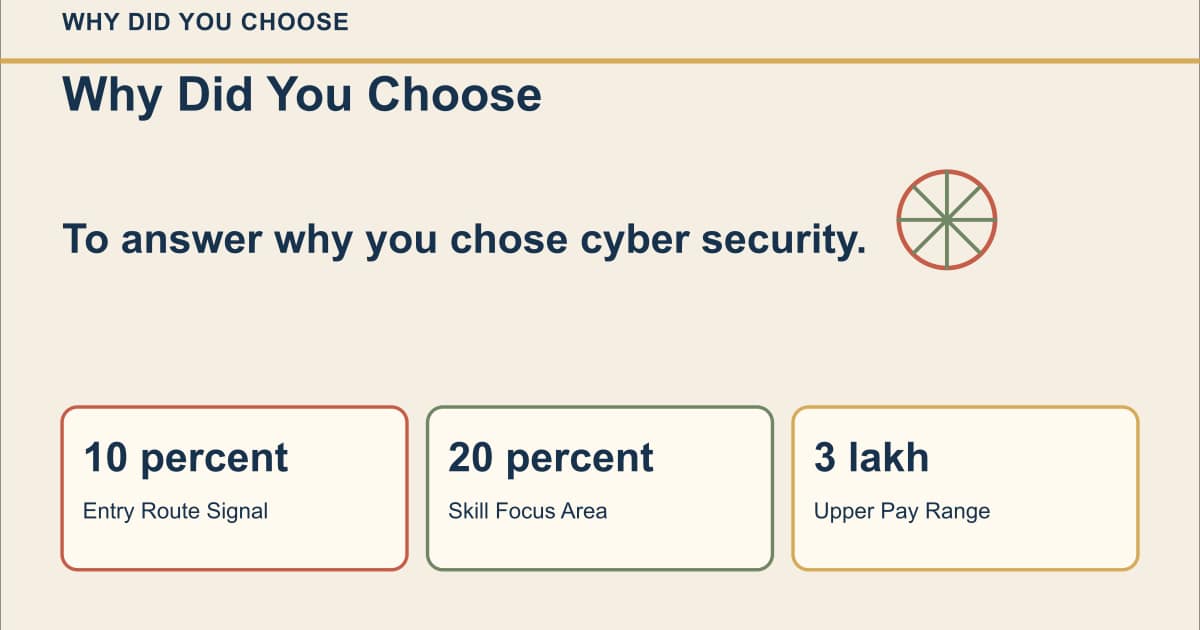 WHY DID YOU CHOOSE
Why Did You Choose
To answer why you chose cyber security.
10 percent
Entry Route Signal
20 percent
Skill Focus Area
3 lakh
Upper Pay Range